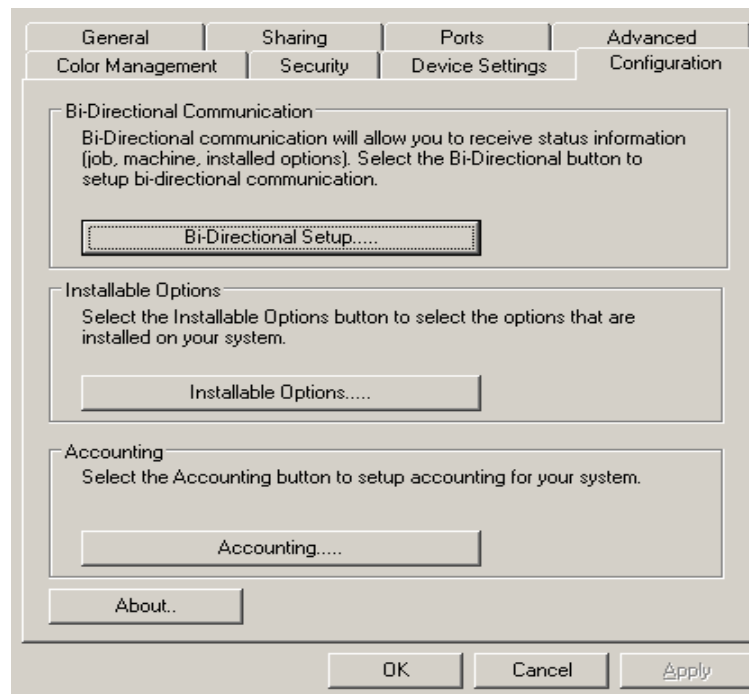 General Sharing Ports Advanced
Color Management Security Device Settings Configuration
Bi-Directional Communication
Bi-Directional communication will allow you to receive status information
(job, machine, installed options). Select the Bi-Directional button to
setup bi-directional communication.
Bi-Directional Setup.....
Installable Options
Select the Installable Options button to select the options that are
installed on your system.
Installable Options.....
Accounting
Select the Accounting button to setup accounting for your system.
Accounting.....
About..
OK Cancel Apply